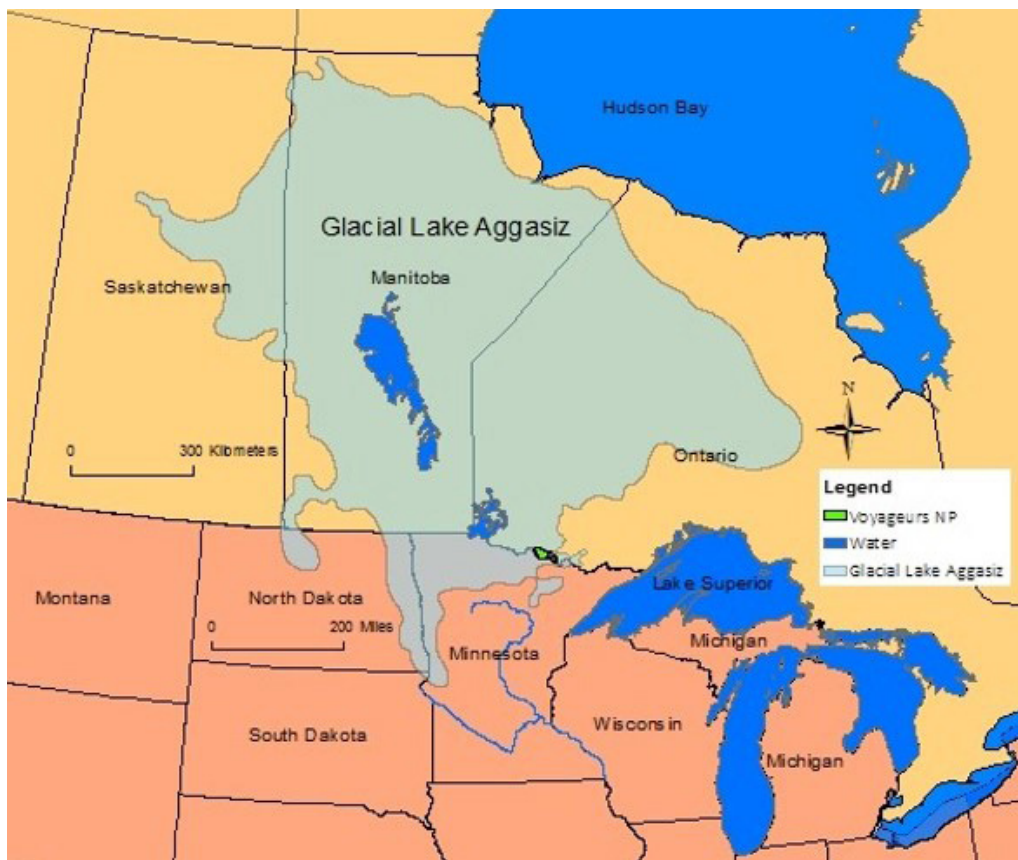 Hudson Bay
Glacial Lake Aggasiz
Manitoba
Saskatchewan
0 300 Kilometers
N
Ontario
Legend
Voyageurs NP
Water
Glacial Lake Aggasiz
Lake Superior
Montana
North Dakota
0 200 Miles
Minnesota
Michigan
Wisconsin
South Dakota
Michigan